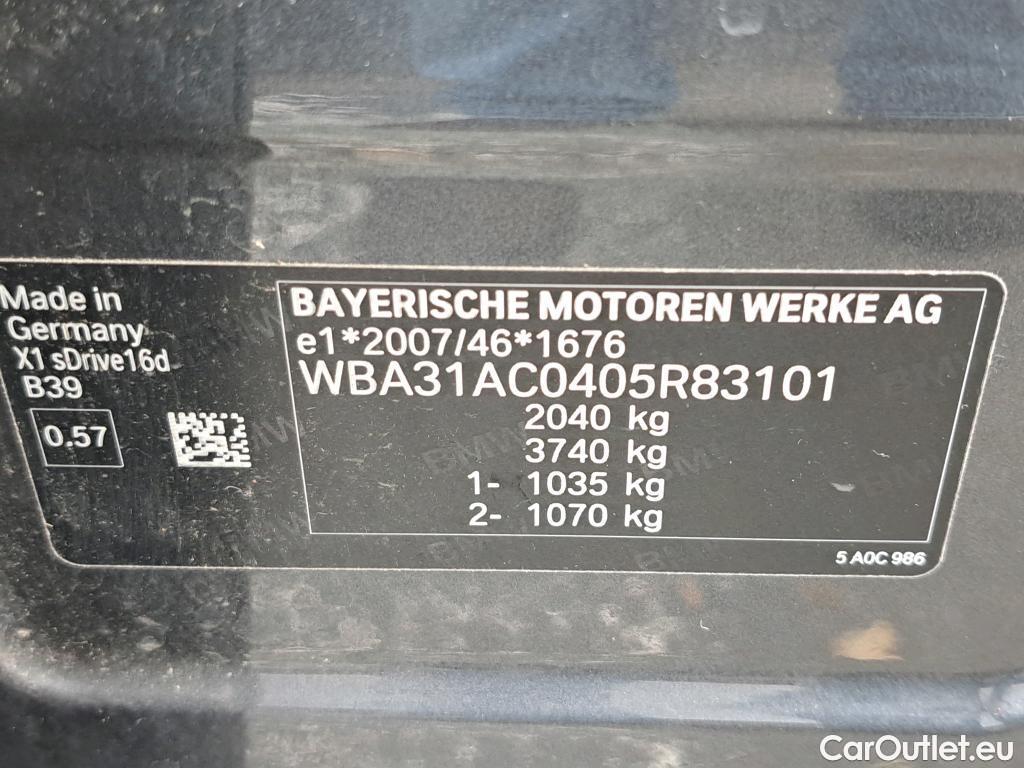 Made in
Germany
X1 sDrive16d
B39
0.57
BAYERISCHE MOTOREN WERKE AG
e1*2007/46*1676
WBA31AC0405R83101
2040 kg
3740 kg
1- 1035 kg
2- 1070 kg
5 A0C 986
CarOutlet.eu